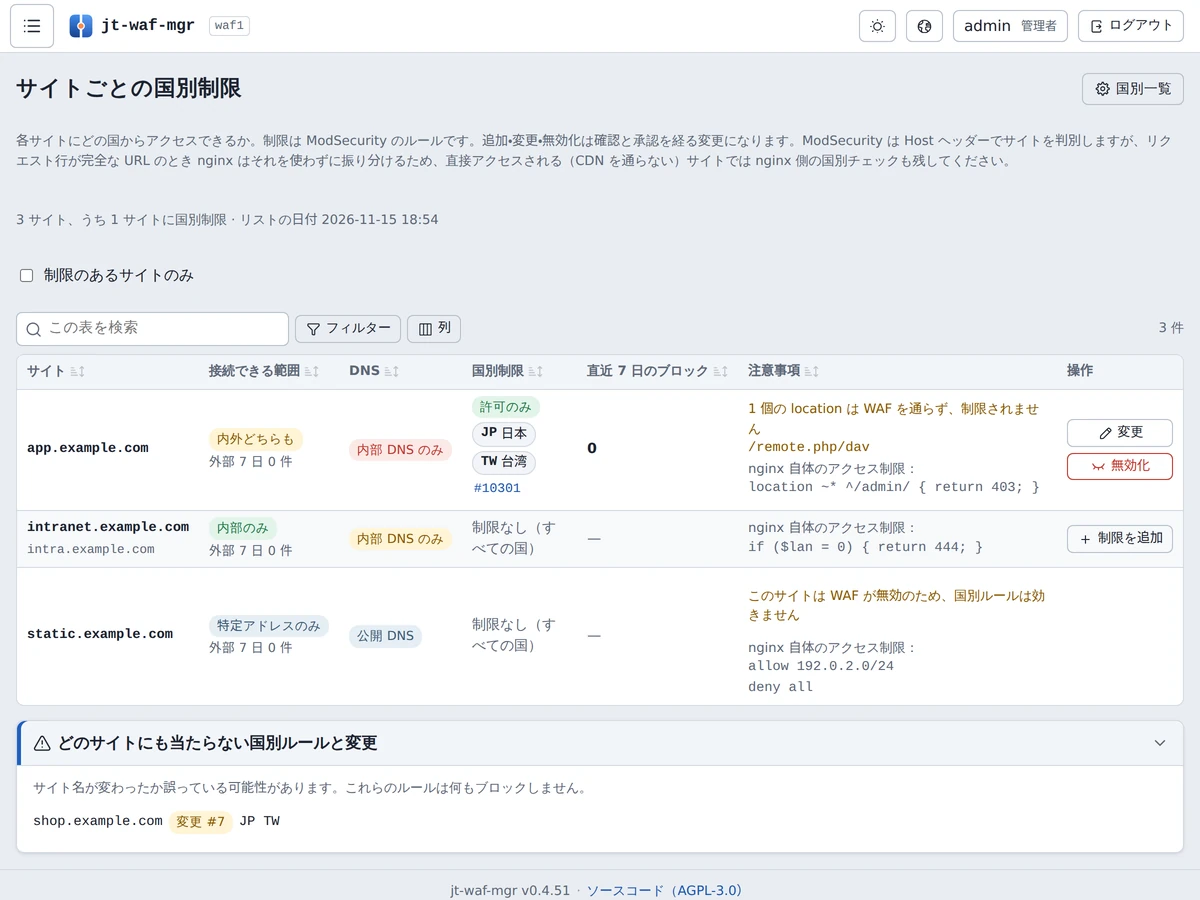 jt-waf-mgr waf1 admin 管理者 ログアウト
サイトごとの国別制限 国別一覧
各サイトにどの国からアクセスできるか。制限は ModSecurity のルールです。追加•変更•無効化は確認と承認を経る変更になります。ModSecurity は Host ヘッダーでサイトを判別しますが、リク
エスト行が完全な URL のとき nginx はそれを使わずに振り分けるため、直接アクセスされる（CDN を通らない）サイトでは nginx 側の国別チェックも残してください。
3 サイト、うち 1 サイトに国別制限 · リストの日付 2026-11-15 18:54
制限のあるサイトのみ
この表を検索 フィルター 列 3 件
サイト 接続できる範囲 DNS 国別制限 直近 7 日のブロック 注意事項 操作
app.example.com
内外どちらも
外部 7 日 0 件
内部 DNS のみ
許可のみ
JP 日本
TW 台湾
#10301
0
1 個の location は WAF を通らず、制限されませ
ん
/remote.php/dav
nginx 自体のアクセス制限：
location ~* ^/admin/ { return 403; }
変更
無効化
intranet.example.com
intra.example.com
内部のみ
外部 7 日 0 件
内部 DNS のみ
制限なし（す
べての国）
—
nginx 自体のアクセス制限：
if ($lan = 0) { return 444; }
制限を追加
static.example.com
特定アドレスのみ
外部 7 日 0 件
公開 DNS
制限なし（す
べての国）
—
このサイトは WAF が無効のため、国別ルールは効
きません
nginx 自体のアクセス制限：
allow 192.0.2.0/24
deny all
どのサイトにも当たらない国別ルールと変更
サイト名が変わったか誤っている可能性があります。これらのルールは何もブロックしません。
shop.example.com 変更 #7 JP TW
jt-waf-mgr v0.4.51 · ソースコード（AGPL-3.0）